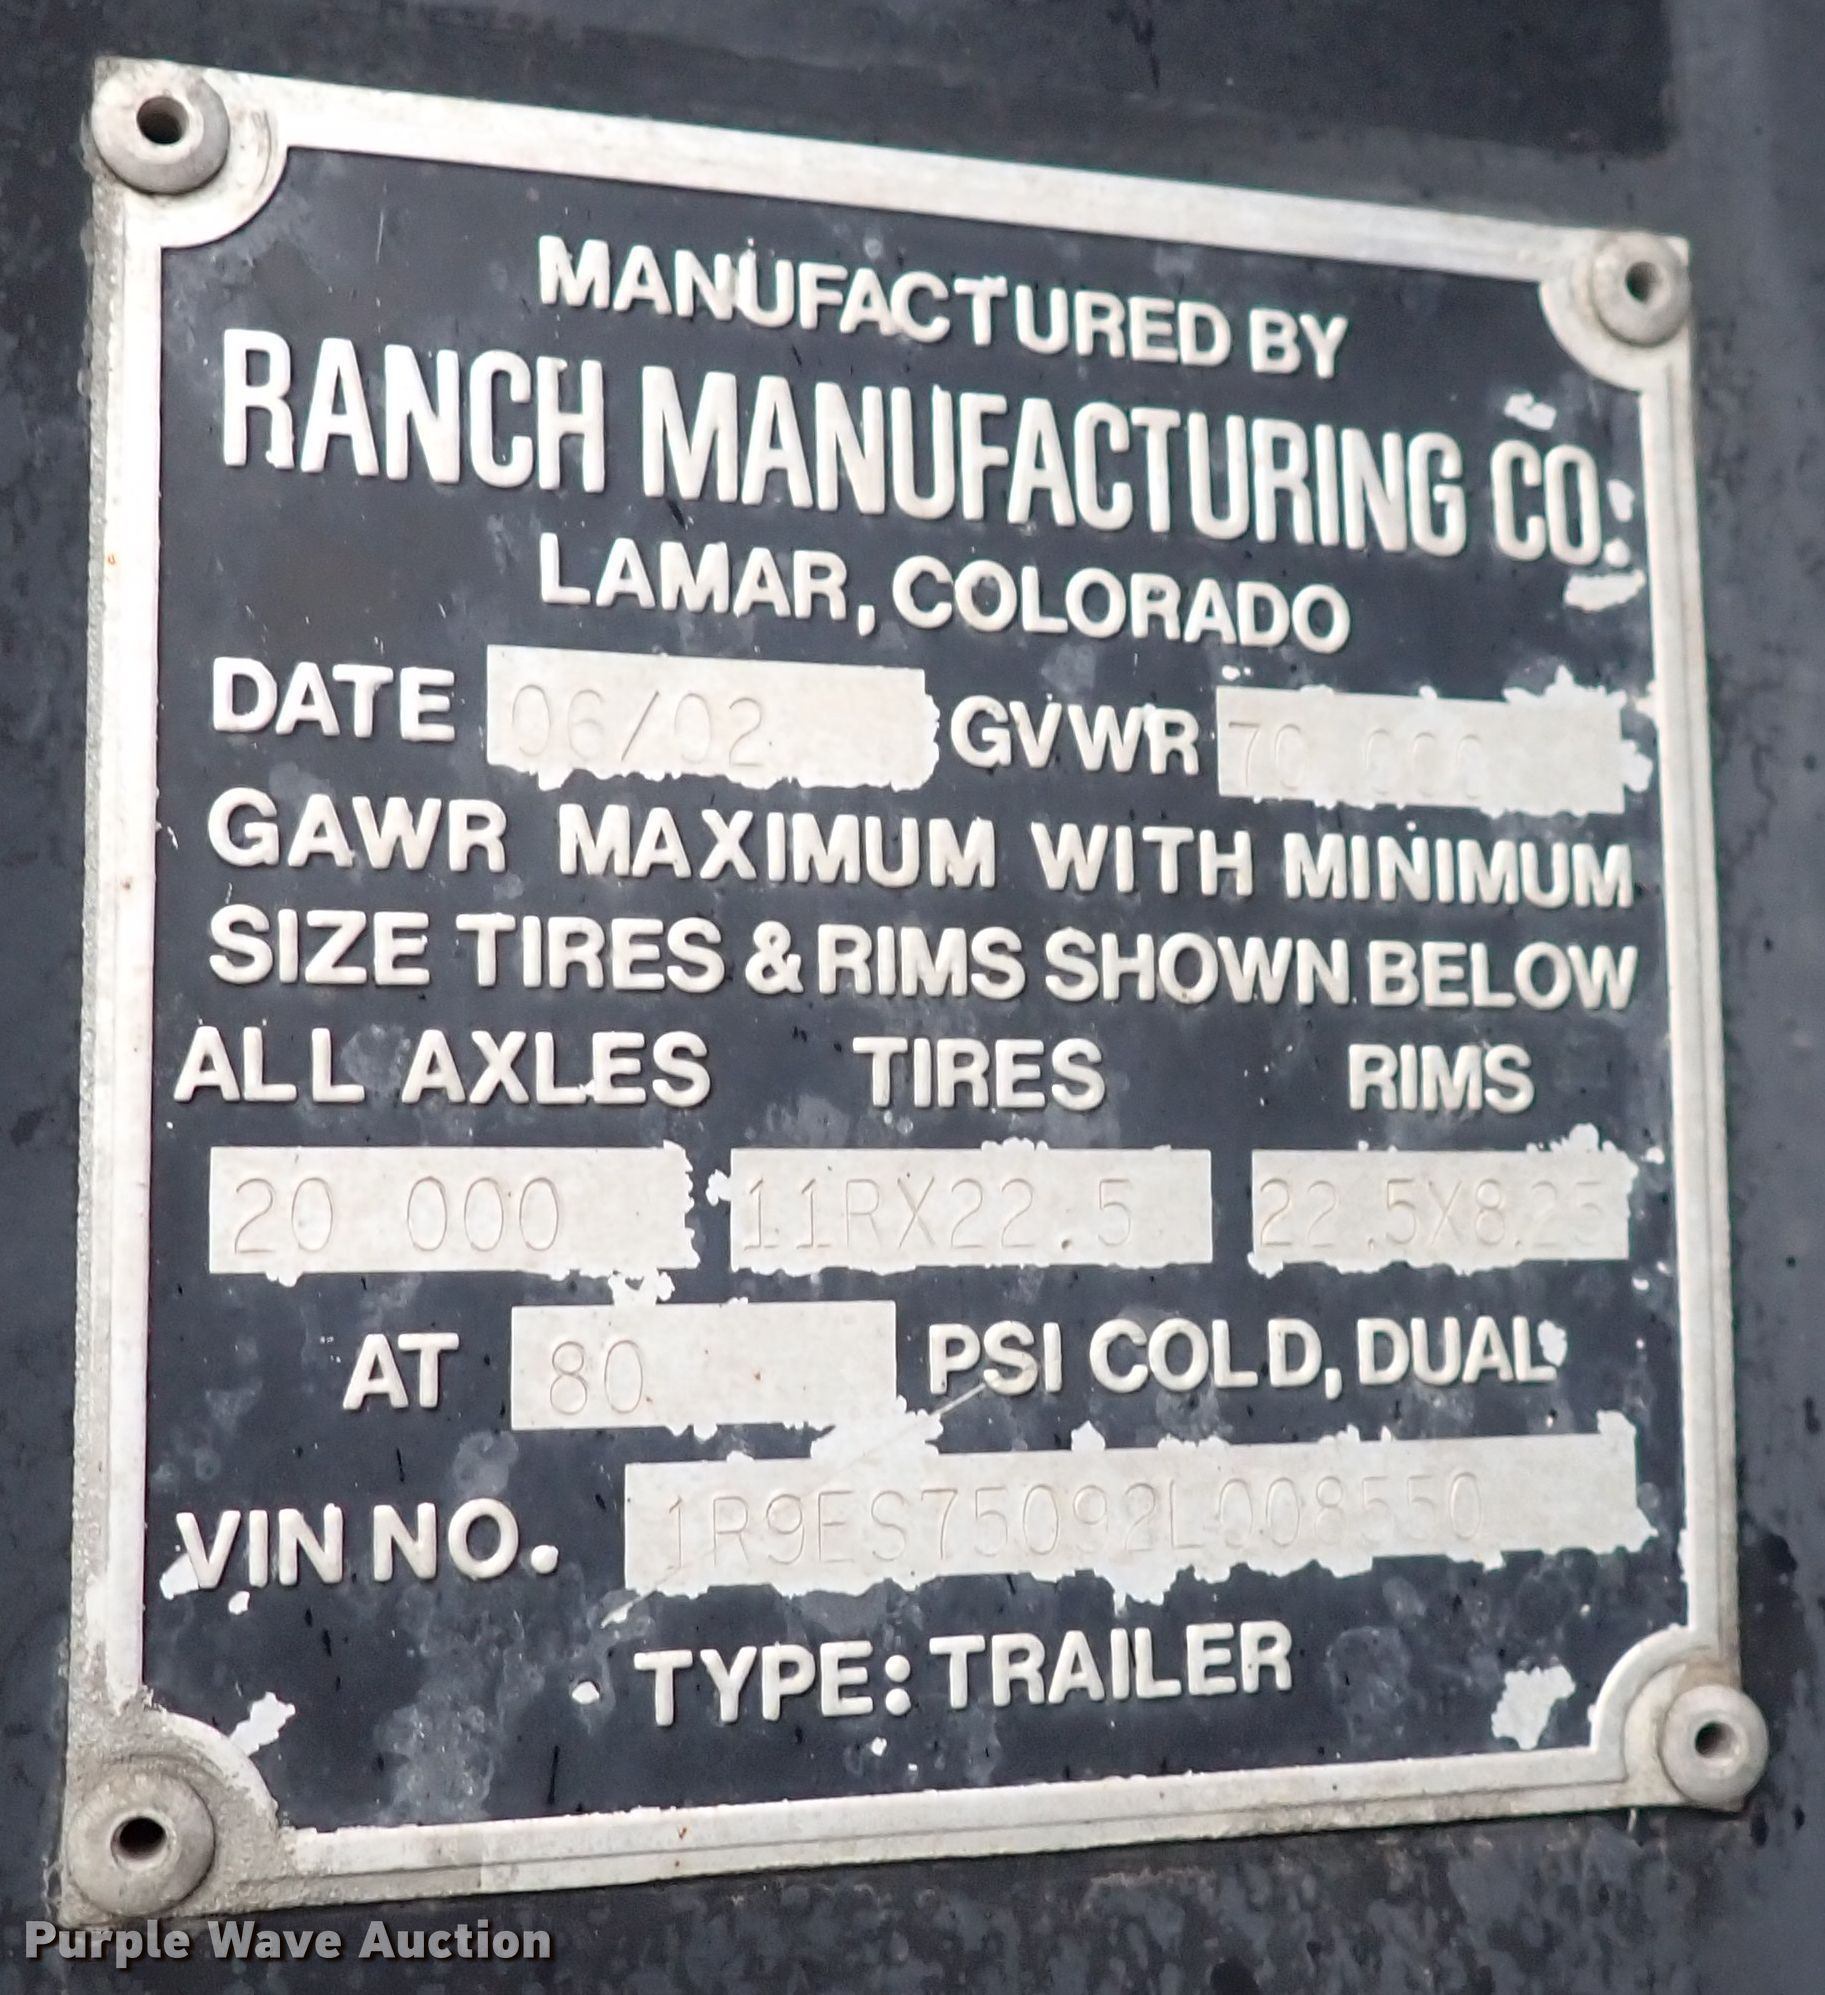 MANUFACTURED BY
RANCH MANUFACTURING CO.
LAMAR, COLORADO
DATE 06/02 GVWR 70 000
GAWR MAXIMUM WITH MINIMUM
SIZE TIRES & RIMS SHOWN BELOW
ALL AXLES TIRES RIMS
20 000 11RX22.5 22.5X8.25
AT 80 PSI COLD, DUAL
VIN NO. 1R9ES75092L008550
TYPE: TRAILER
Purple Wave Auction